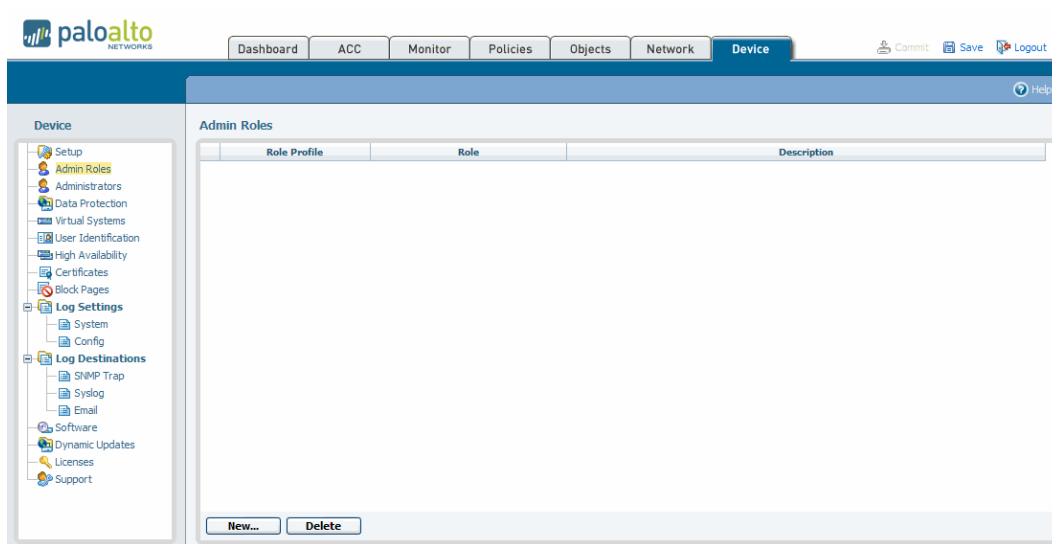 paloalto
NETWORKS
Dashboard ACC Monitor Policies Objects Network Device Commit Save Logout
Help
Device
Setup
Admin Roles
Administrators
Data Protection
Virtual Systems
User Identification
High Availability
Certificates
Block Pages
Log Settings
System
Config
Log Destinations
SNMP Trap
Syslog
Email
Software
Dynamic Updates
Licenses
Support
Admin Roles
Role Profile Role Description
New... Delete